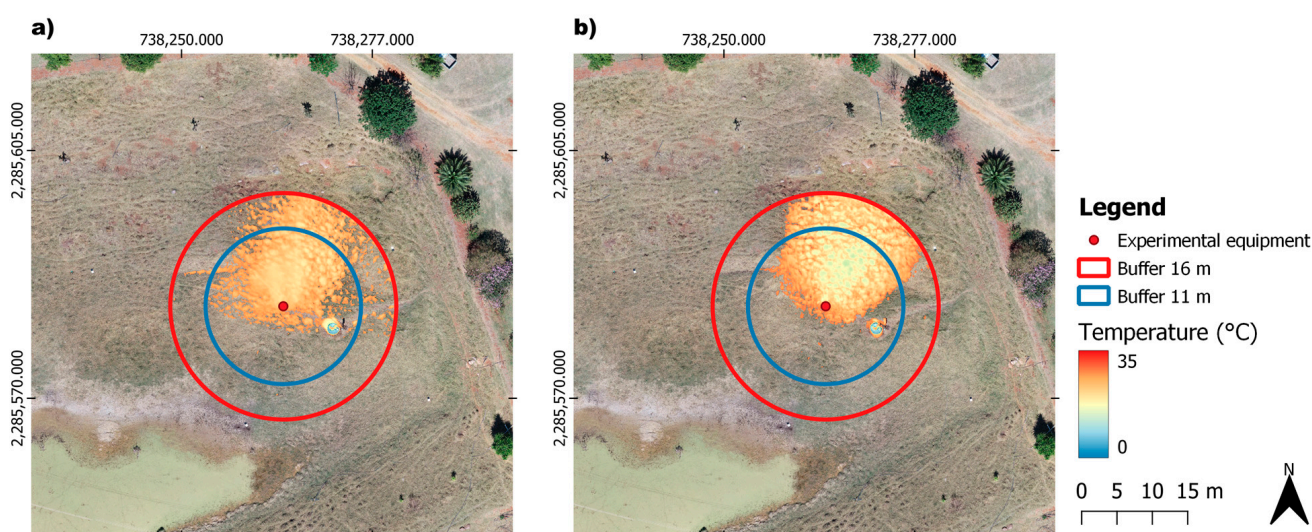 a)
738,250.000
738,277.000
2,285,605.000
2,285,570.000
b)
738,250.000
738,277.000
2,285,605.000
2,285,570.000
Legend
Experimental equipment
Buffer 16 m
Buffer 11 m
Temperature (°C)
35
0
0 5 10 15 m
N